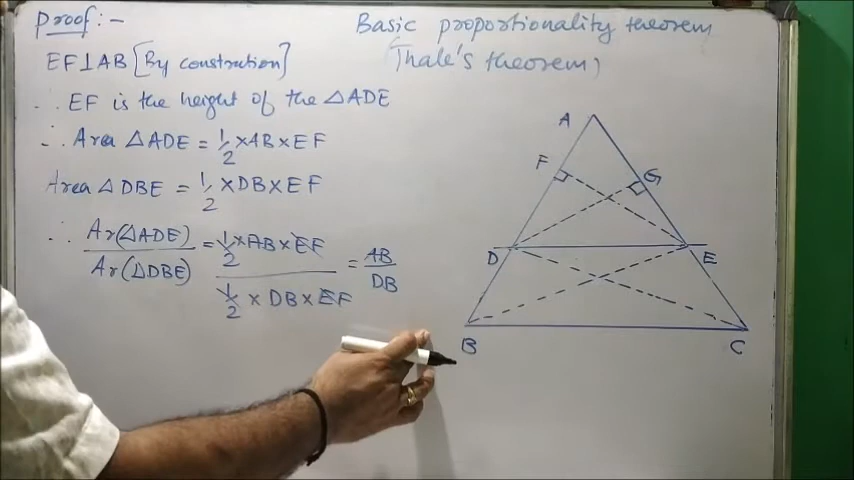 Proof:-
Basic proportionality theorem
(Thale's theorem)
EF⊥AB [By constrution]
∴ EF is the height of the △ADE
∴ Area △ADE = 1/2 × AB × EF
Area △DBE = 1/2 × DB × EF
∴ Ar(△ADE) / Ar(△DBE) = 1/2 × AB × EF / 1/2 × DB × EF = AB / DB
A
F
G
D
E
B
C